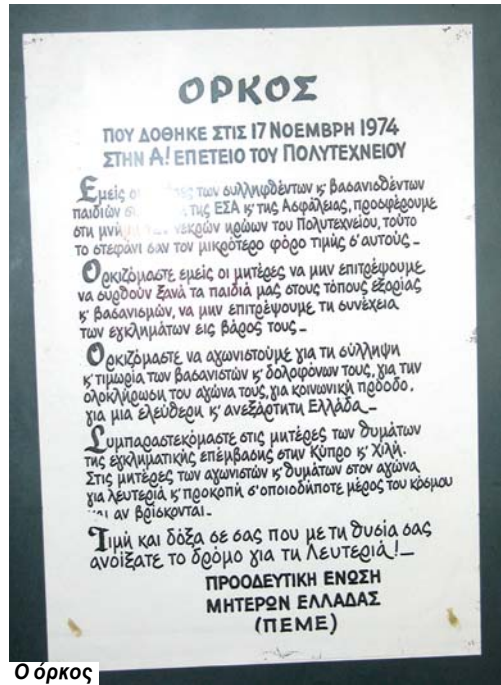 ΟΡΚΟΣ
ΠΟΥ ΔΟΘΗΚΕ ΣΤΙΣ 17 ΝΟΕΜΒΡΗ 1974
ΣΤΗΝ Α! ΕΠΕΤΕΙΟ ΤΟΥ ΠΟΛΥΤΕΧΝΕΙΟΥ
Εμείς οι των συλληφθέντων κ' βασανισθέντων
παιδιών της ΕΣΑ κ' της Ασφάλειας, προσφέρουμε
στη μνήμη των νεκρών ηρώων του Πολυτεχνείου, τούτο
το στεφάνι σαν τον μικρότερο φόρο τιμής σ'αυτούς _
Ορκιζόμαστε εμείς οι μητέρες να μην επιτρέψουμε
να συρθούν ξανά τα παιδιά μας στους τόπους εξορίας
κ' βασανισμών, να μην επιτρέψουμε τη συνέχεια
των εγκλημάτων εις βάρος τους _
Ορκιζόμαστε να αγωνιστούμε για τη σύλληψη
κ' τιμωρία των βασανιστών κ' δολοφόνων τους, για την
ολοκλήρωση του αγώνα τους, για κοινωνική πρόοδο,
για μια ελεύθερη κ' ανεξάρτητη Ελλάδα _
Συμπαραστεκόμαστε στις μητέρες των θυμάτων
της εγκληματικής επέμβασης στην Κύπρο κ' Χιλή.
Στις μητέρες των αγωνιστών κ' θυμάτων στον αγώνα
για λευτεριά κ' προκοπή σ'οποιοδήποτε μέρος του κόσμου
και αν βρίσκονται _
Τιμή και δόξα σε σας που με τη θυσία σας
ανοίξατε το δρόμο για τη Λευτεριά! _
ΠΡΟΟΔΕΥΤΙΚΗ ΕΝΩΣΗ
ΜΗΤΕΡΩΝ ΕΛΛΑΔΑΣ
(ΠΕΜΕ)
Ο όρκος